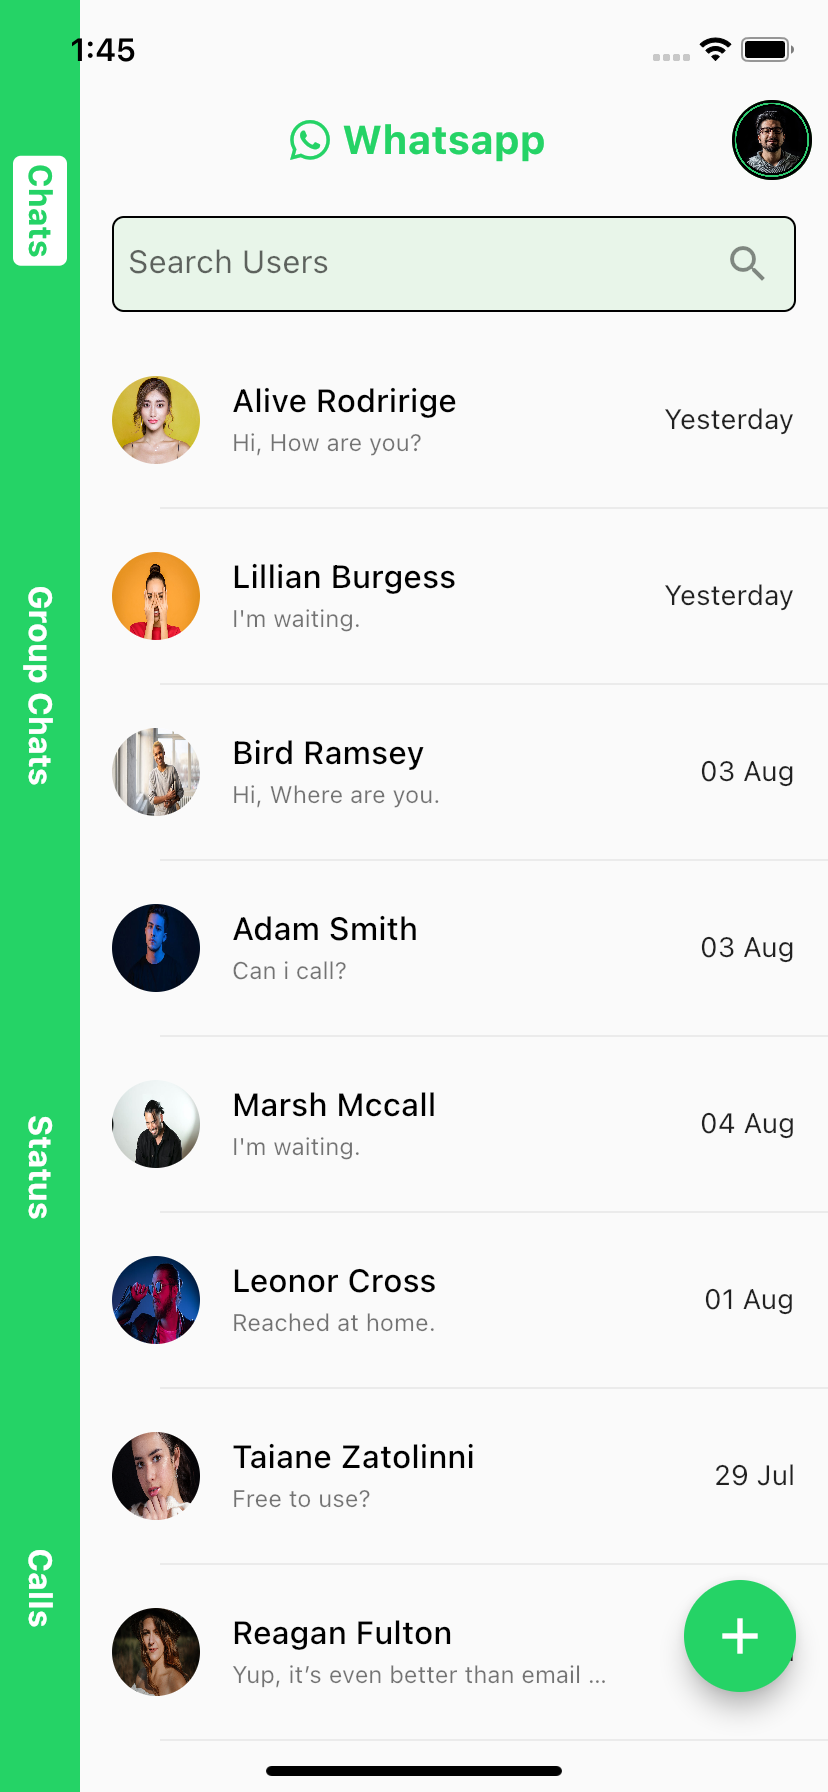 1:45
Whatsapp
Search Users
Chats
Group Chats
Status
Calls
Alive Rodririge
Hi, How are you?
Yesterday
Lillian Burgess
I'm waiting.
Yesterday
Bird Ramsey
Hi, Where are you.
03 Aug
Adam Smith
Can i call?
03 Aug
Marsh Mccall
I'm waiting.
04 Aug
Leonor Cross
Reached at home.
01 Aug
Taiane Zatolinni
Free to use?
29 Jul
Reagan Fulton
Yup, it’s even better than email ...